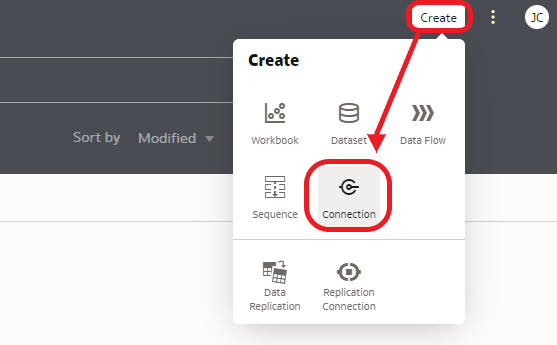 Create
JC
Create
Workbook
Dataset
Data Flow
Sort by
Modified
Sequence
Connection
Data
Replication
Replication
Connection